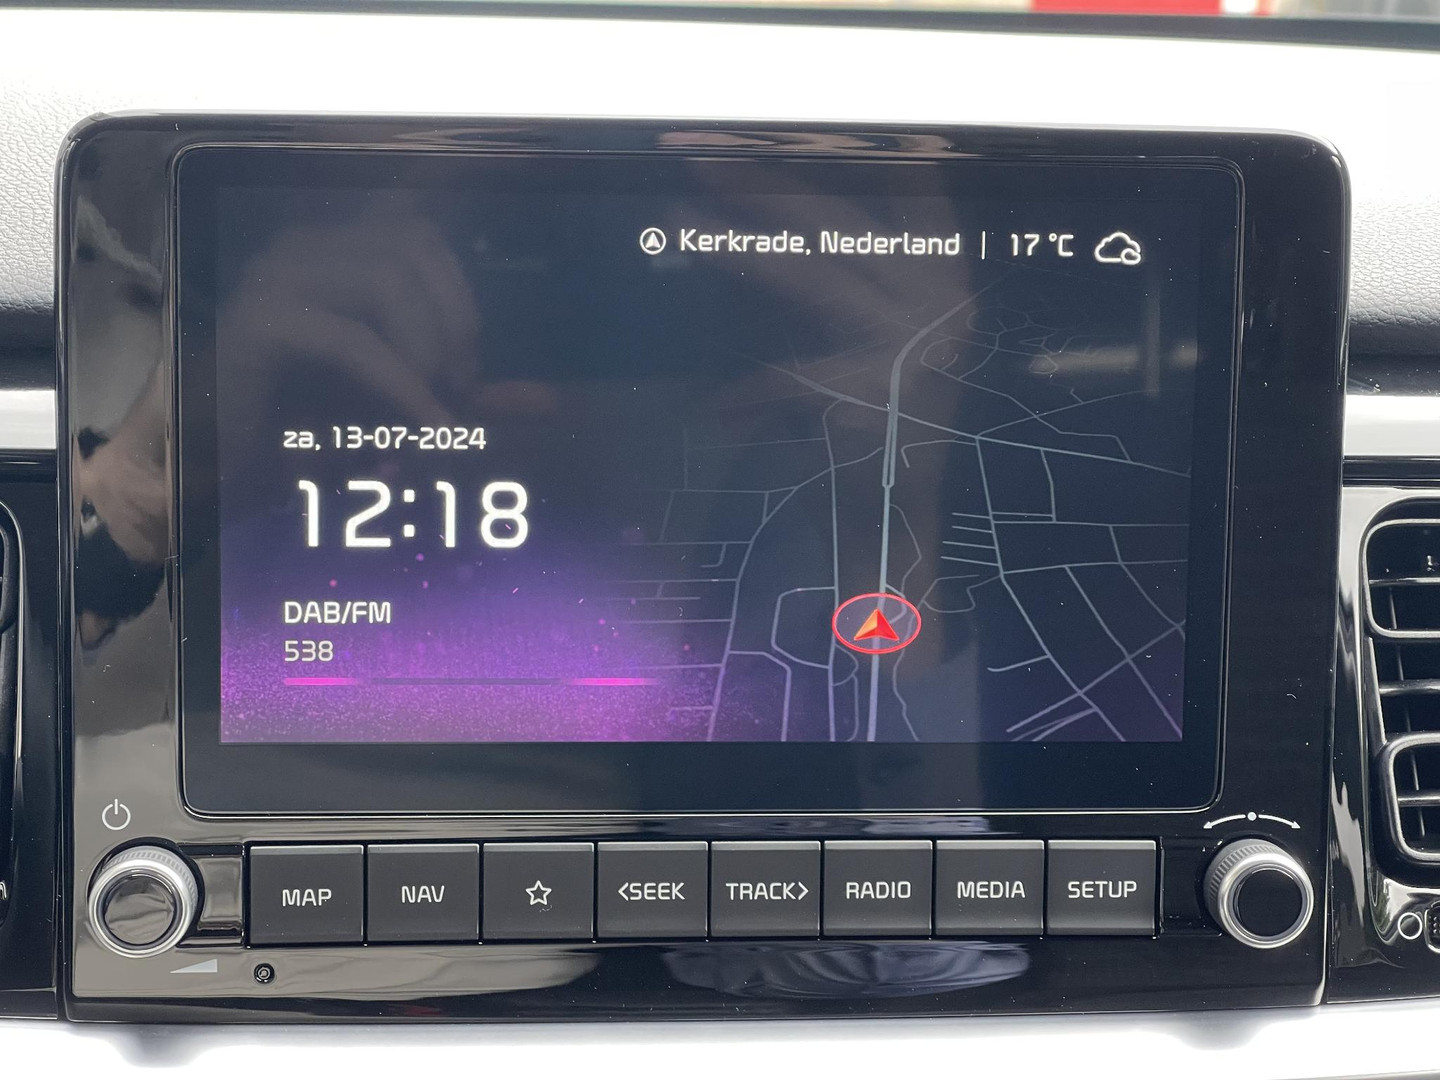 Kerkrade, Nederland | 17 °C
za, 13-07-2024
12:18
DAB/FM
538
MAP NAV <SEEK TRACK> RADIO MEDIA SETUP